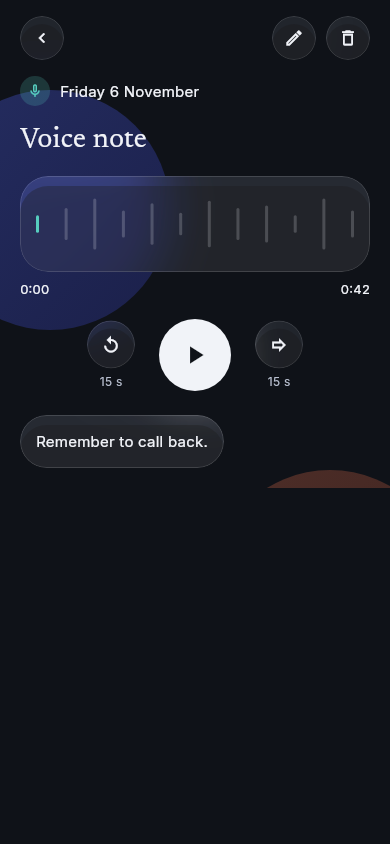 Friday 6 November
Voice note
0:00 0:42
15 s 15 s
Remember to call back.